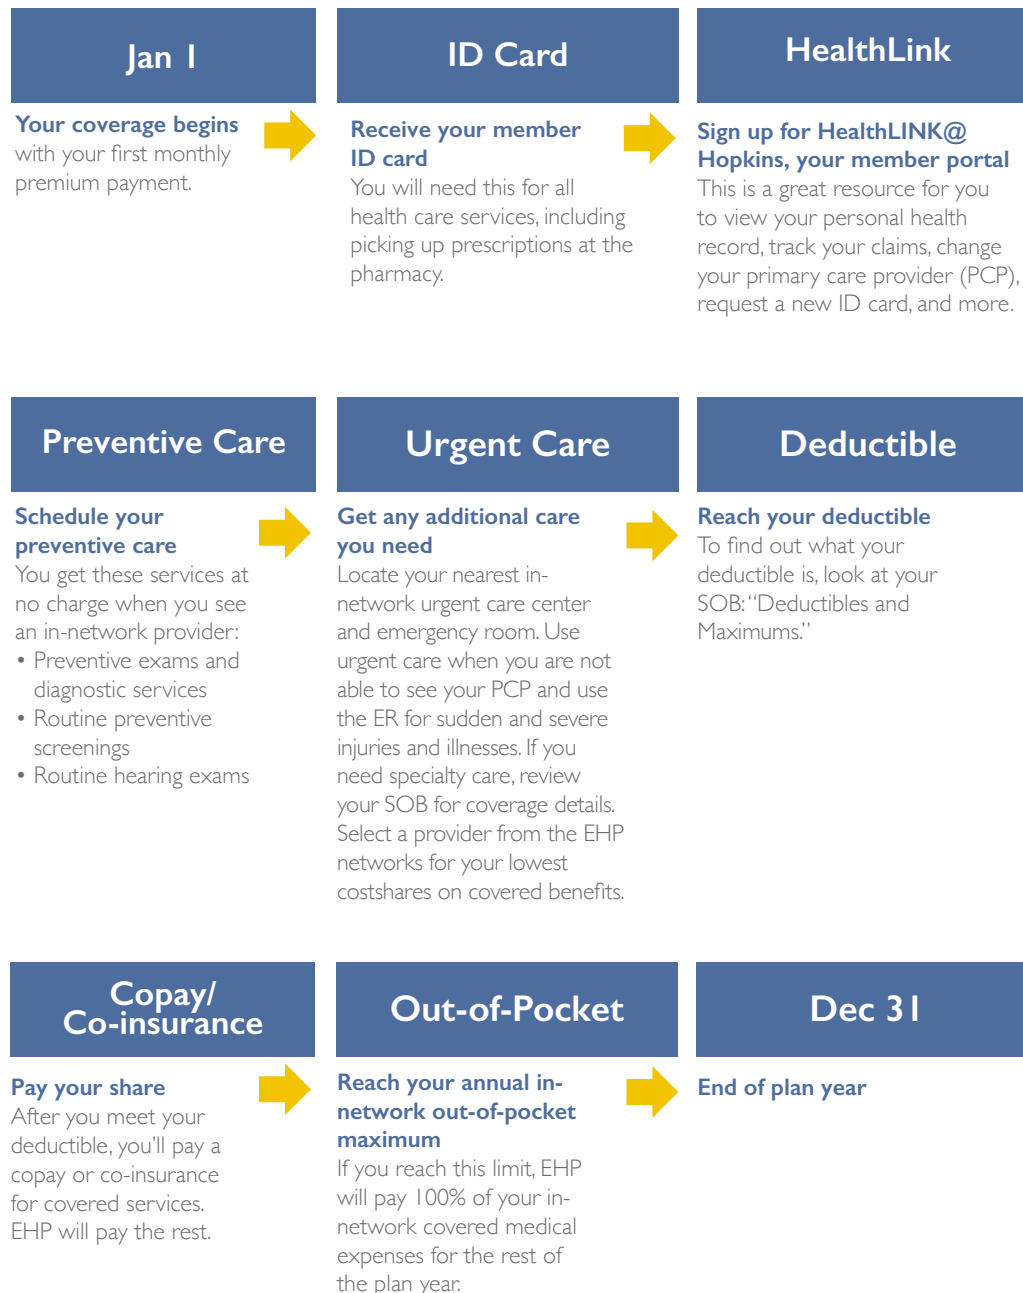 Jan 1
Your coverage begins
with your first monthly
premium payment.
ID Card
Receive your member
ID card
You will need this for all
health care services, including
picking up prescriptions at the
pharmacy.
HealthLink
Sign up for HealthLINK@
Hopkins, your member portal
This is a great resource for you
to view your personal health
record, track your claims, change
your primary care provider (PCP),
request a new ID card, and more.
Preventive Care
Schedule your
preventive care
You get these services at
no charge when you see
an in-network provider:
• Preventive exams and
diagnostic services
• Routine preventive
screenings
• Routine hearing exams
Urgent Care
Get any additional care
you need
Locate your nearest in-
network urgent care center
and emergency room. Use
urgent care when you are not
able to see your PCP and use
the ER for sudden and severe
injuries and illnesses. If you
need specialty care, review
your SOB for coverage details.
Select a provider from the EHP
networks for your lowest
costshares on covered benefits.
Deductible
Reach your deductible
To find out what your
deductible is, look at your
SOB: “Deductibles and
Maximums.”
Copay/
Co-insurance
Pay your share
After you meet your
deductible, you’ll pay a
copay or co-insurance
for covered services.
EHP will pay the rest.
Out-of-Pocket
Reach your annual in-
network out-of-pocket
maximum
If you reach this limit, EHP
will pay 100% of your in-
network covered medical
expenses for the rest of
the plan year.
Dec 31
End of plan year